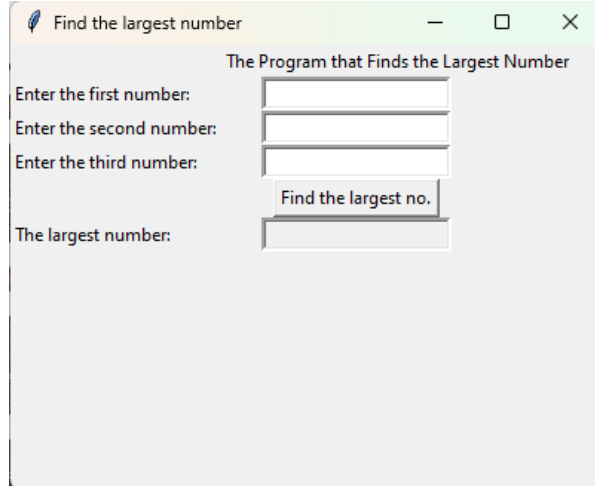 Find the largest number
The Program that Finds the Largest Number
Enter the first number:
Enter the second number:
Enter the third number:
Find the largest no.
The largest number: